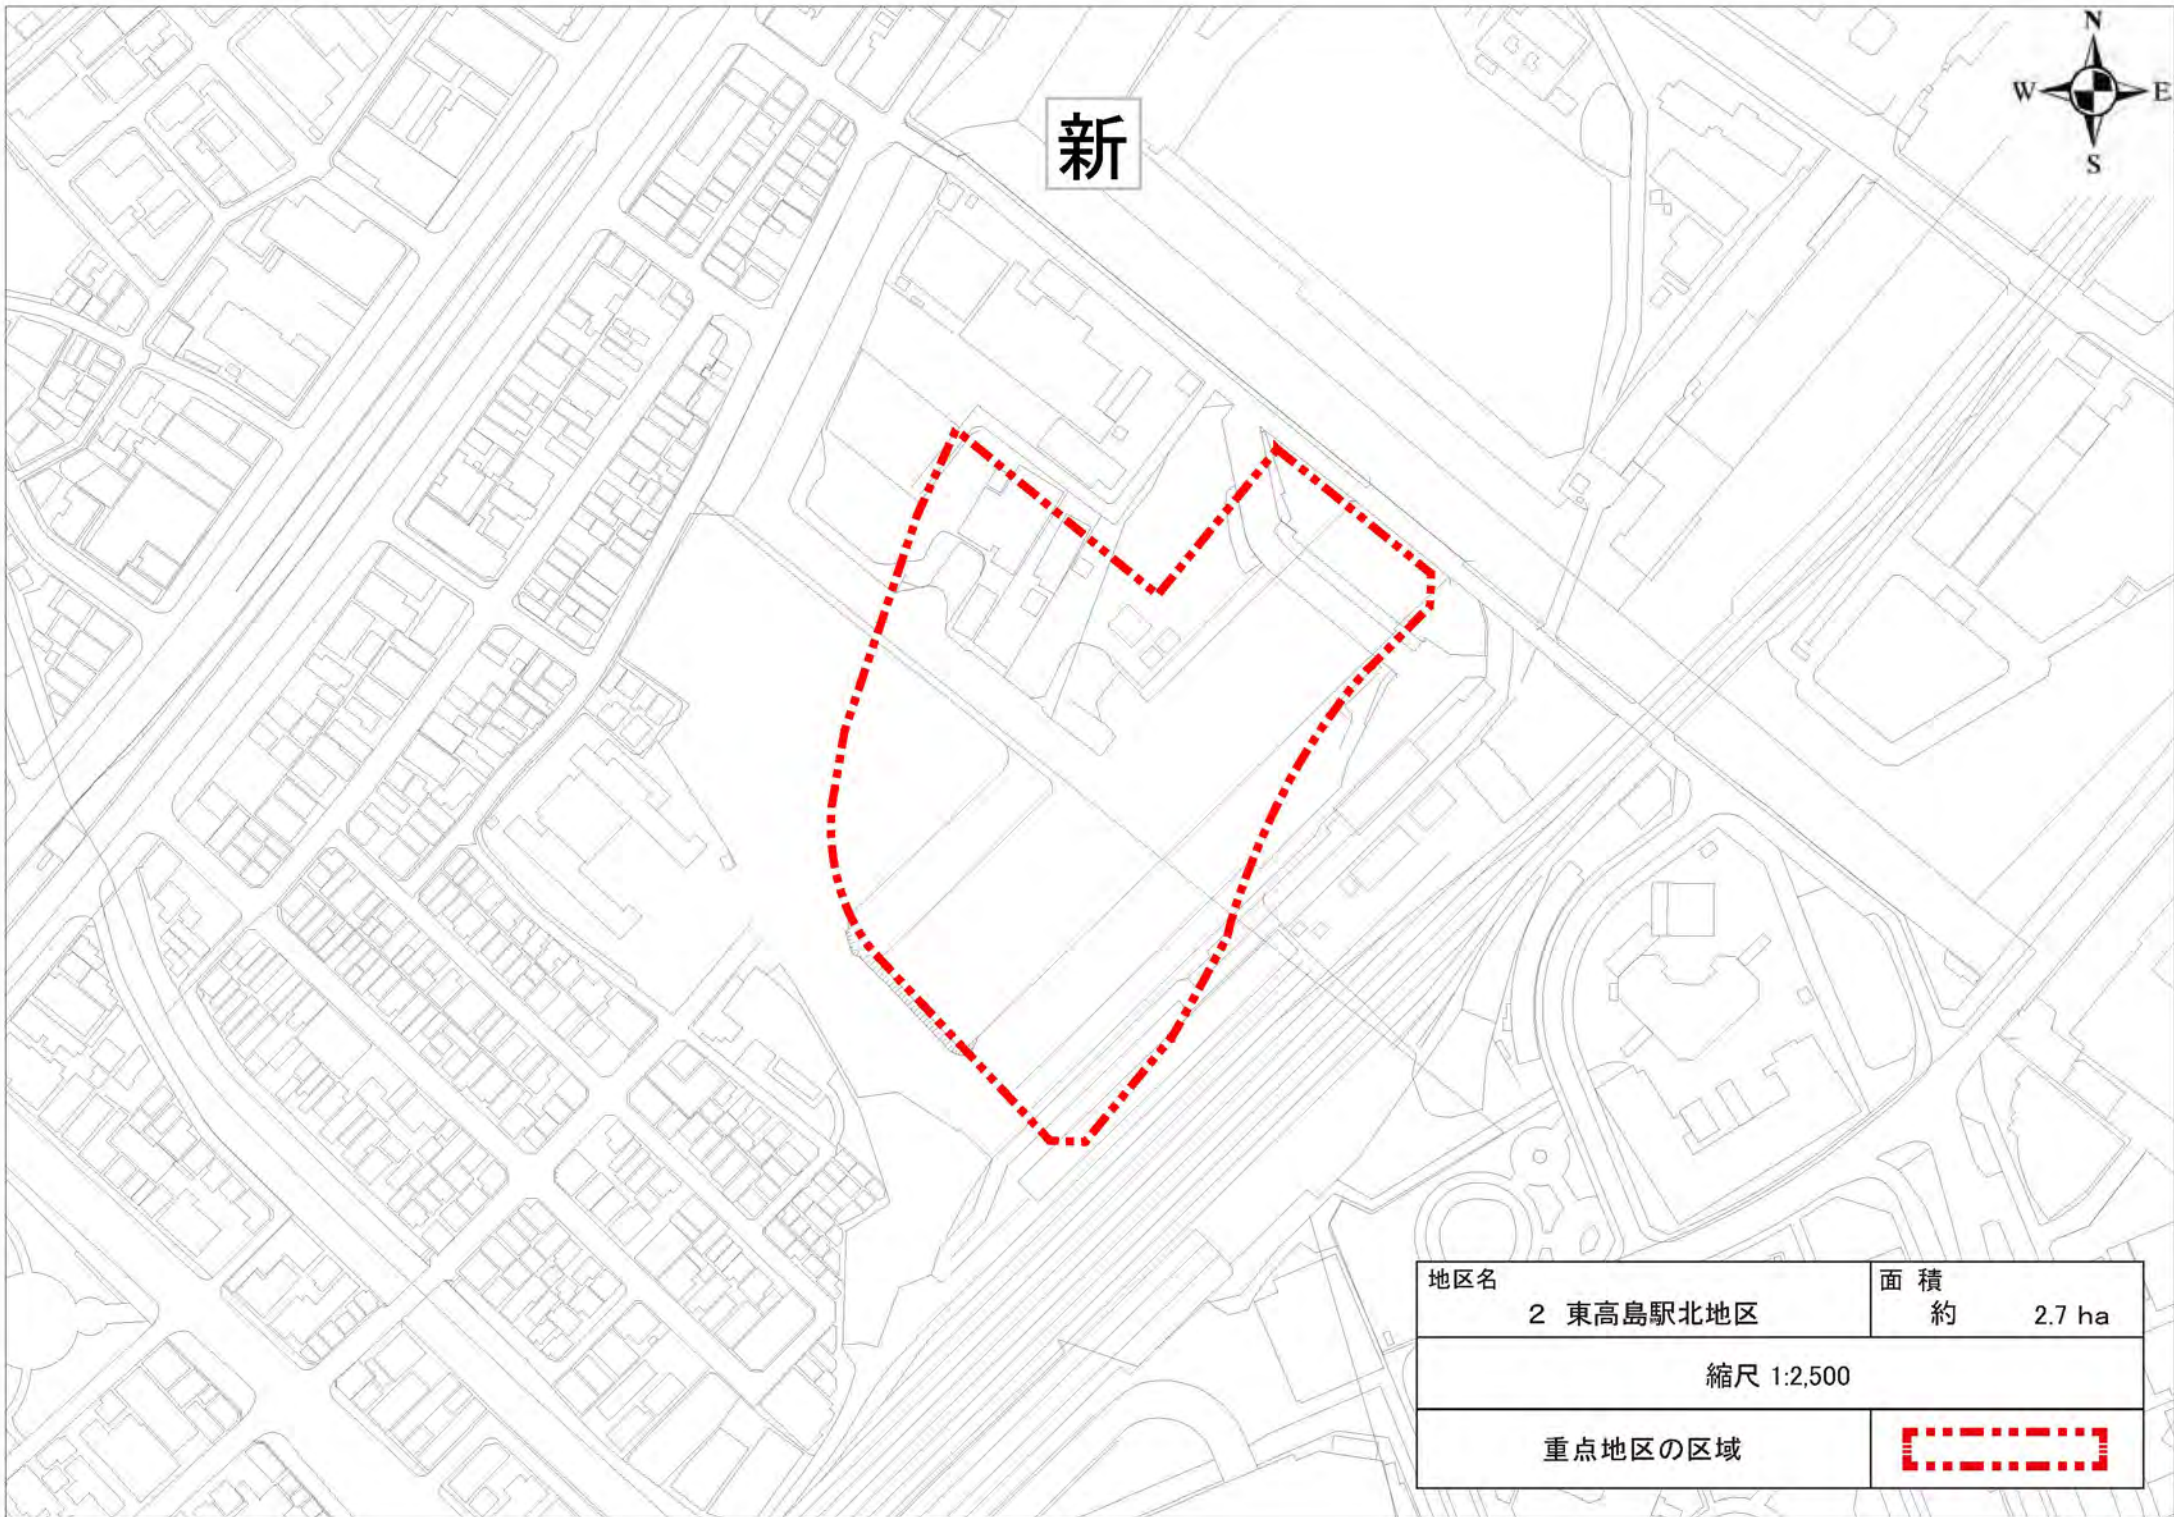 N
W E
S
新
地区名
2 東高島駅北地区
面 積
約 2.7 ha
縮尺 1:2,500
重点地区の区域